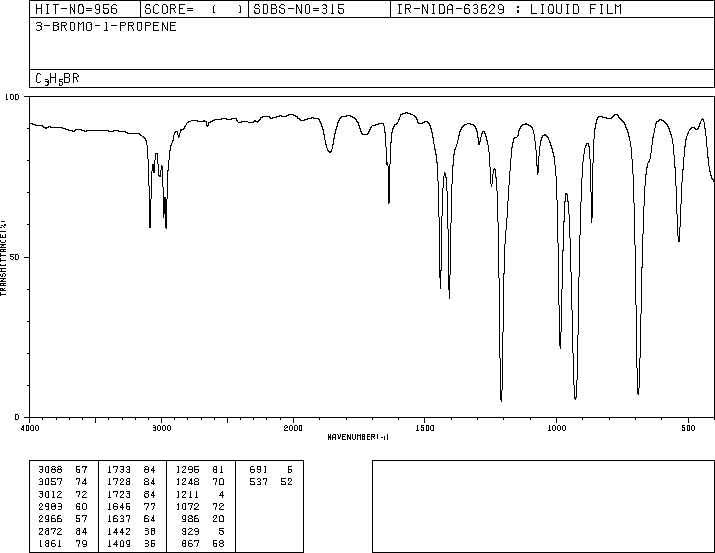 HIT-NO=956 SCORE= ( ) SDBS-NO=315 IR-NIDA-63629 : LIQUID FILM
3-BROMO-1-PROPENE
C3H5BR
100
50
0
TRANSMITTANCE(%)
4000 3000 2000 1500 1000 500
WAVENUMBER(-1)
3088 57 1733 84 1296 81 691 6
3057 74 1728 84 1248 70 537 52
3012 72 1723 84 1211 4
2983 60 1646 77 1072 72
2966 57 1637 64 986 20
2872 84 1442 38 929 5
1861 79 1409 36 867 58